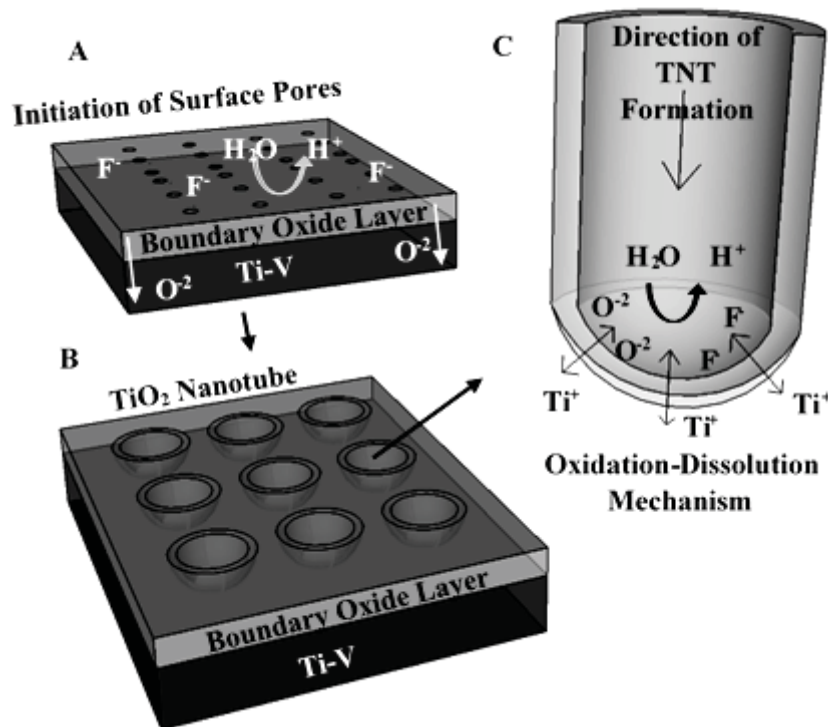 A
Initiation of Surface Pores
F⁻ H₂O H⁺
F⁻ F⁻
Boundary Oxide Layer
O⁻² Ti-V O⁻²
B
TiO₂ Nanotube
Boundary Oxide Layer
Ti-V
C
Direction of
TNT
Formation
H₂O H⁺
O⁻² F
O⁻² F
Ti⁺ Ti⁺ Ti⁺
Oxidation-Dissolution
Mechanism